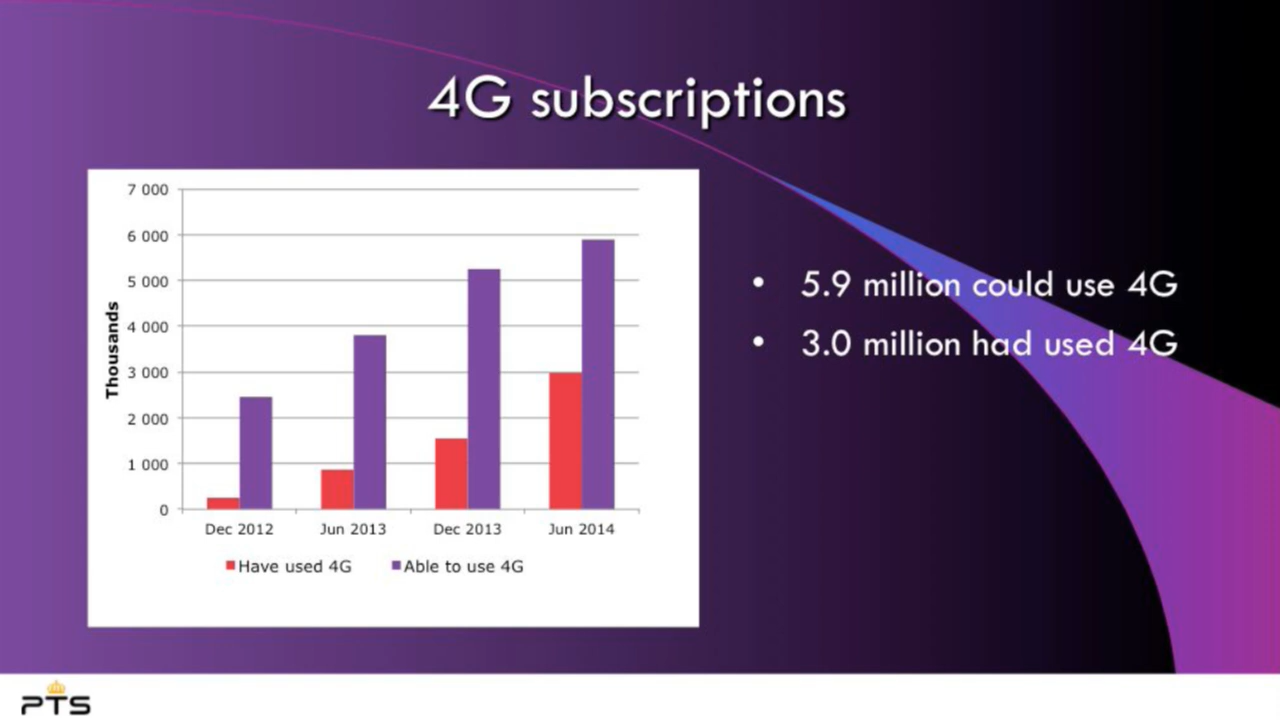 4G subscriptions
7 000
6 000
5 000
4 000
3 000
2 000
1 000
0
Thousands
Dec 2012 Jun 2013 Dec 2013 Jun 2014
Have used 4G Able to use 4G
• 5.9 million could use 4G
• 3.0 million had used 4G
PTS